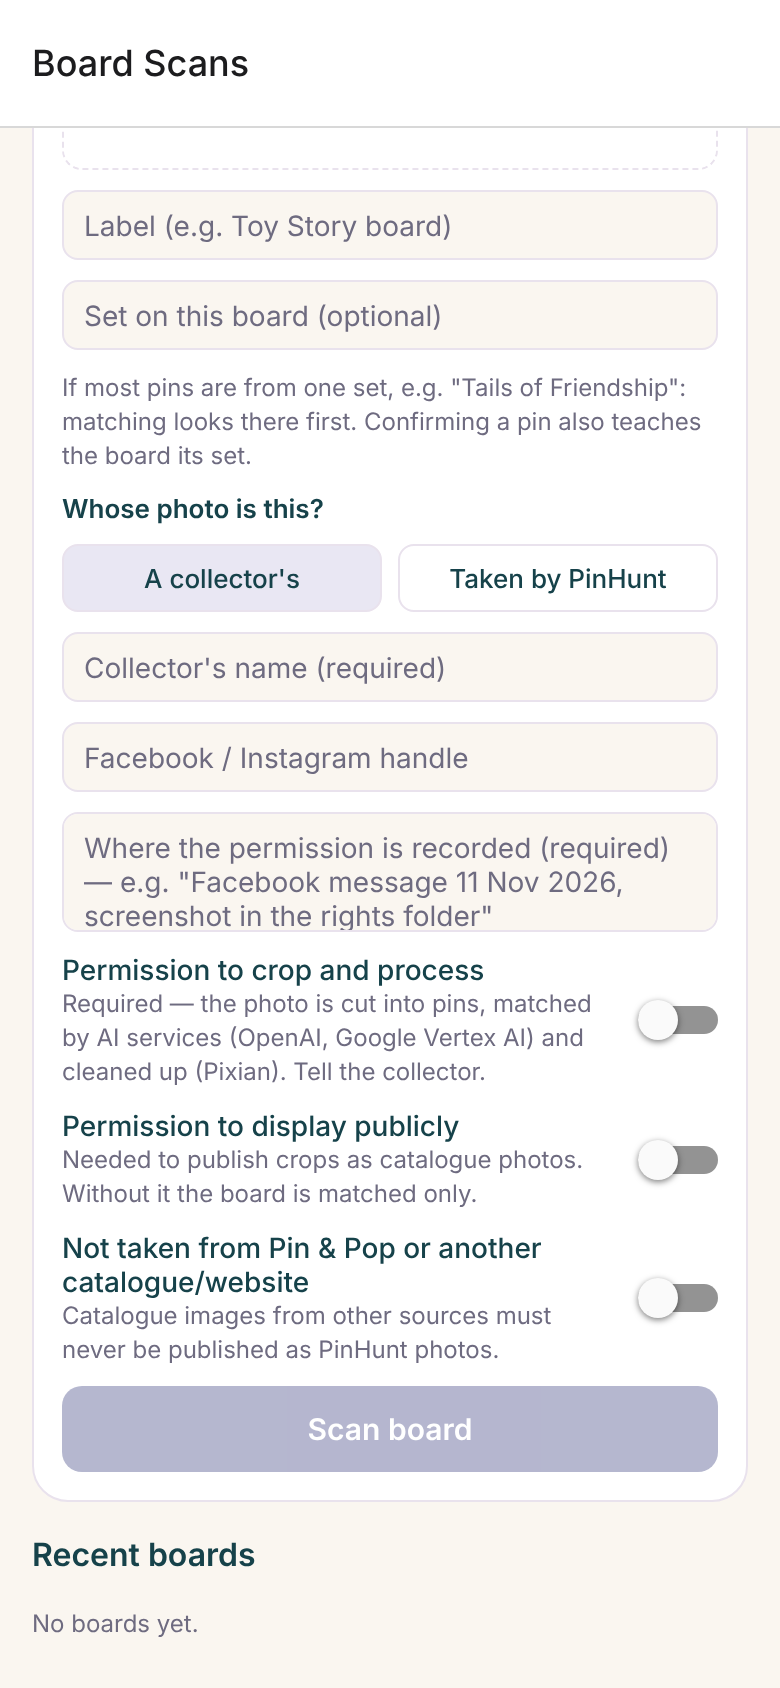 Board Scans
Label (e.g. Toy Story board)
Set on this board (optional)
If most pins are from one set, e.g. "Tails of Friendship":
matching looks there first. Confirming a pin also teaches
the board its set.
Whose photo is this?
A collector's
Taken by PinHunt
Collector's name (required)
Facebook / Instagram handle
Where the permission is recorded (required)
— e.g. "Facebook message 11 Nov 2026,
screenshot in the rights folder"
Permission to crop and process
Required — the photo is cut into pins, matched
by AI services (OpenAI, Google Vertex AI) and
cleaned up (Pixian). Tell the collector.
Permission to display publicly
Needed to publish crops as catalogue photos.
Without it the board is matched only.
Not taken from Pin & Pop or another
catalogue/website
Catalogue images from other sources must
never be published as PinHunt photos.
Scan board
Recent boards
No boards yet.